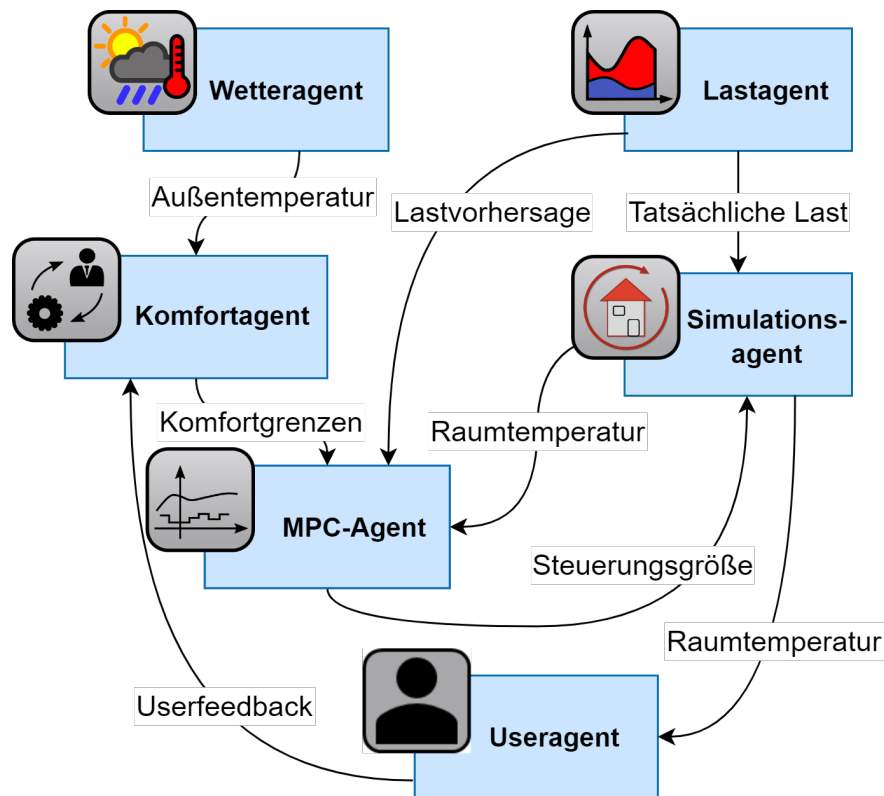 Wetteragent
Lastagent
Außentemperatur
Lastvorhersage
Tatsächliche Last
Komfortagent
Simulations-
agent
Komfortgrenzen
Raumtemperatur
MPC-Agent
Steuerungsgröße
Raumtemperatur
Userfeedback
Useragent